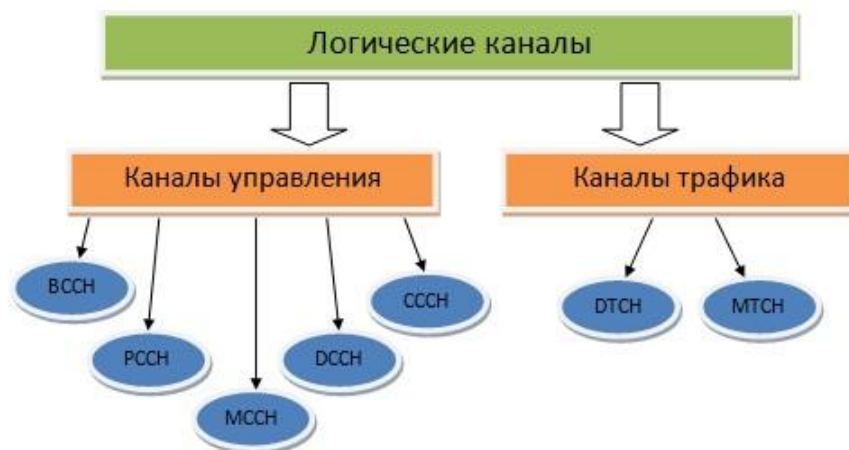 Логические каналы
Каналы управления
Каналы трафика
BCCH
CCCH
DTCH
MTCH
PCCH
DCCH
MCCH